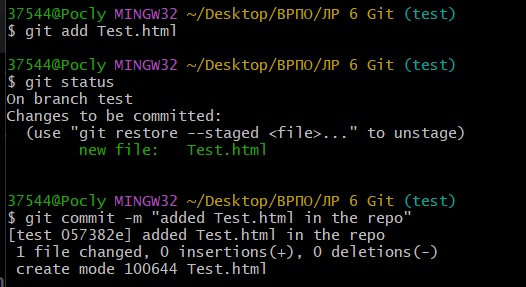 37544@Pocly MINGW32 ~/Desktop/ВРПО/ЛР 6 Git (test)
$ git add Test.html
37544@Pocly MINGW32 ~/Desktop/ВРПО/ЛР 6 Git (test)
$ git status
On branch test
Changes to be committed:
  (use "git restore --staged <file>..." to unstage)
        new file:   Test.html
37544@Pocly MINGW32 ~/Desktop/ВРПО/ЛР 6 Git (test)
$ git commit -m "added Test.html in the repo"
[test 057382e] added Test.html in the repo
 1 file changed, 0 insertions(+), 0 deletions(-)
 create mode 100644 Test.html